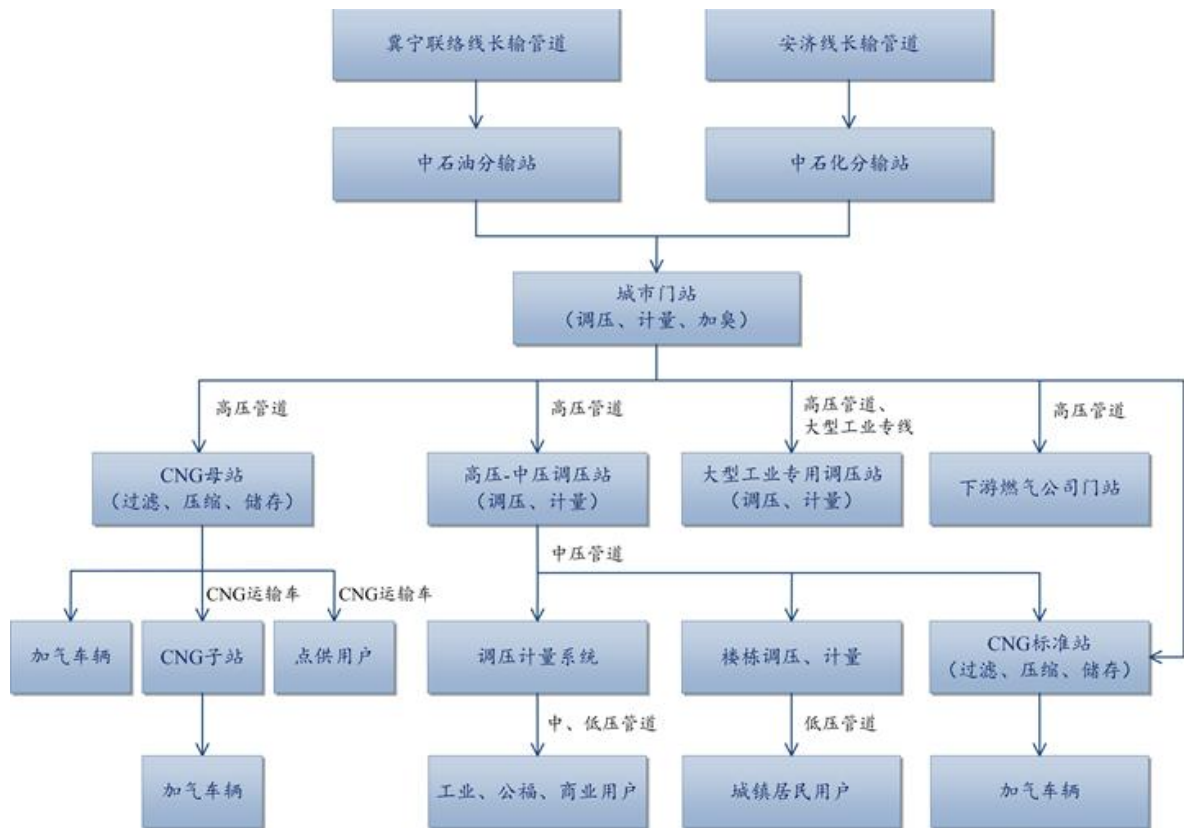 冀宁联络线长输管道
安济线长输管道
中石油分输站
中石化分输站
城市门站
（调压、计量、加臭）
高压管道
高压管道
高压管道、
大型工业专线
高压管道
CNG母站
（过滤、压缩、储存）
高压-中压调压站
（调压、计量）
大型工业专用调压站
（调压、计量）
下游燃气公司门站
中压管道
CNG运输车
CNG运输车
加气车辆
CNG子站
点供用户
调压计量系统
楼栋调压、计量
CNG标准站
（过滤、压缩、储存）
中、低压管道
低压管道
加气车辆
工业、公福、商业用户
城镇居民用户
加气车辆